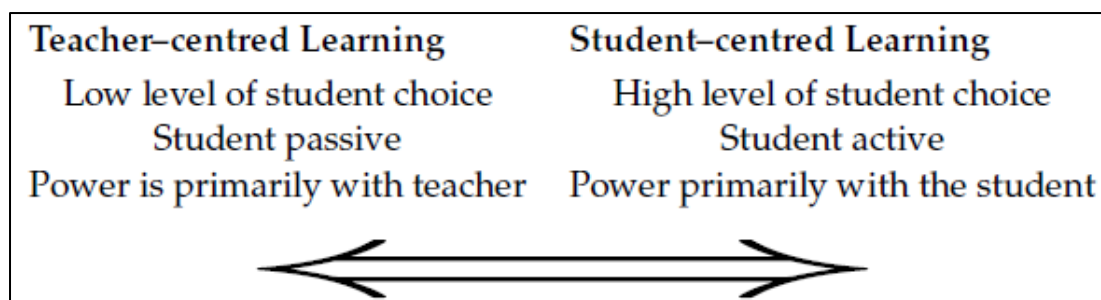 Teacher–centred Learning Student–centred Learning
Low level of student choice High level of student choice
Student passive Student active
Power is primarily with teacher Power primarily with the student